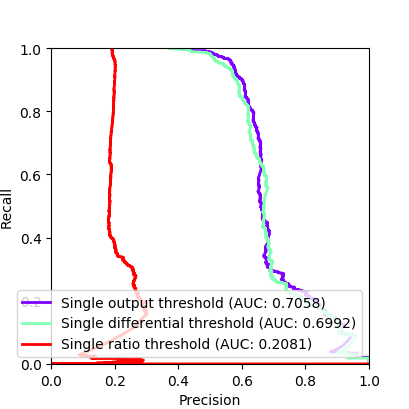 1.0
0.8
0.6
0.4
0.2
0.0
Recall
Single output threshold (AUC: 0.7058)
Single differential threshold (AUC: 0.6992)
Single ratio threshold (AUC: 0.2081)
0.0 0.2 0.4 0.6 0.8 1.0
Precision